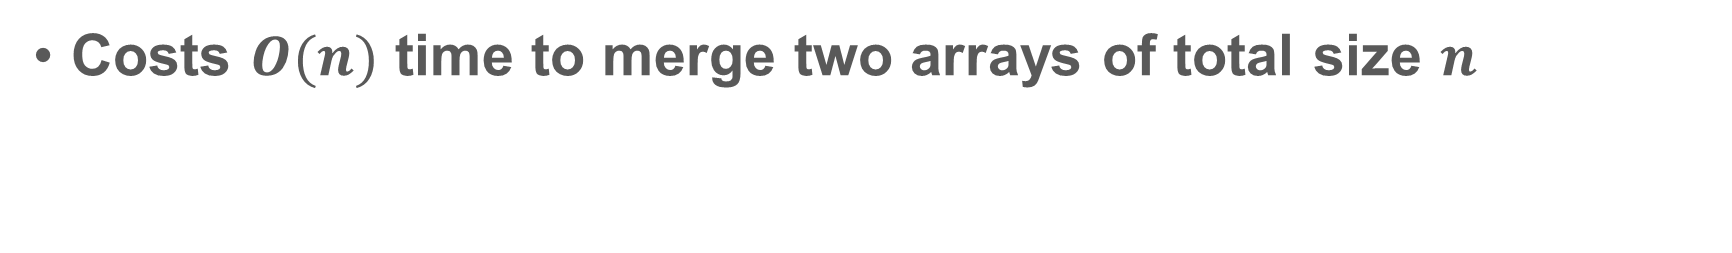 • Costs 𝑶(𝒏) time to merge two arrays of total size 𝒏